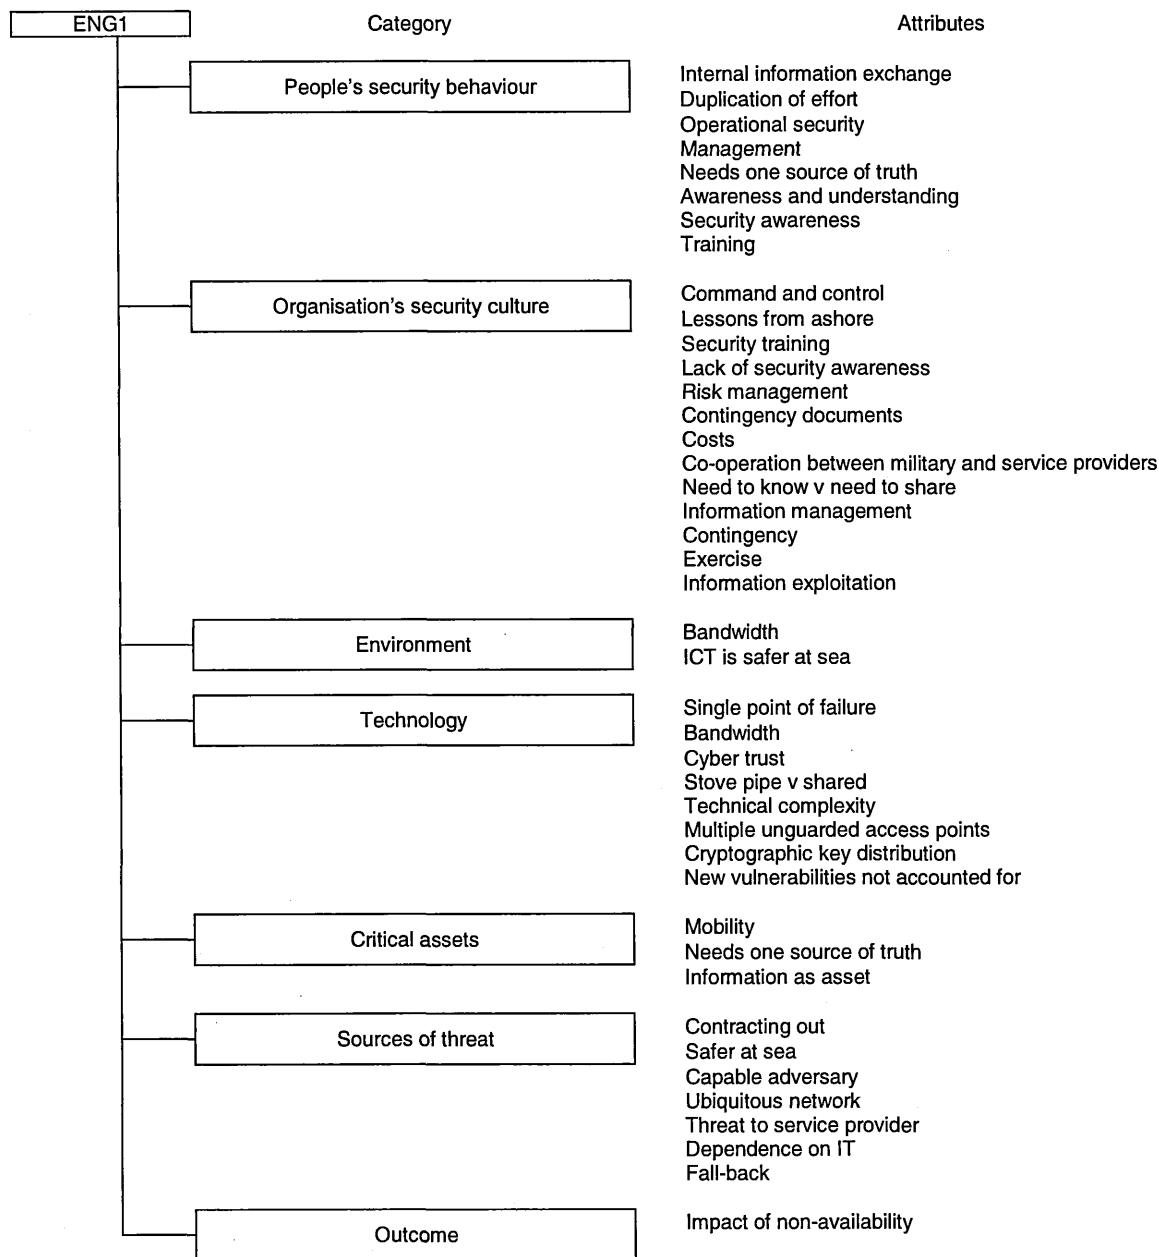 ENG1 Category Attributes
People's security behaviour
Internal information exchange
Duplication of effort
Operational security
Management
Needs one source of truth
Awareness and understanding
Security awareness
Training
Organisation's security culture
Command and control
Lessons from ashore
Security training
Lack of security awareness
Risk management
Contingency documents
Costs
Co-operation between military and service providers
Need to know v need to share
Information management
Contingency
Exercise
Information exploitation
Environment
Bandwidth
ICT is safer at sea
Technology
Single point of failure
Bandwidth
Cyber trust
Stove pipe v shared
Technical complexity
Multiple unguarded access points
Cryptographic key distribution
New vulnerabilities not accounted for
Critical assets
Mobility
Needs one source of truth
Information as asset
Sources of threat
Contracting out
Safer at sea
Capable adversary
Ubiquitous network
Threat to service provider
Dependence on IT
Fall-back
Outcome
Impact of non-availability